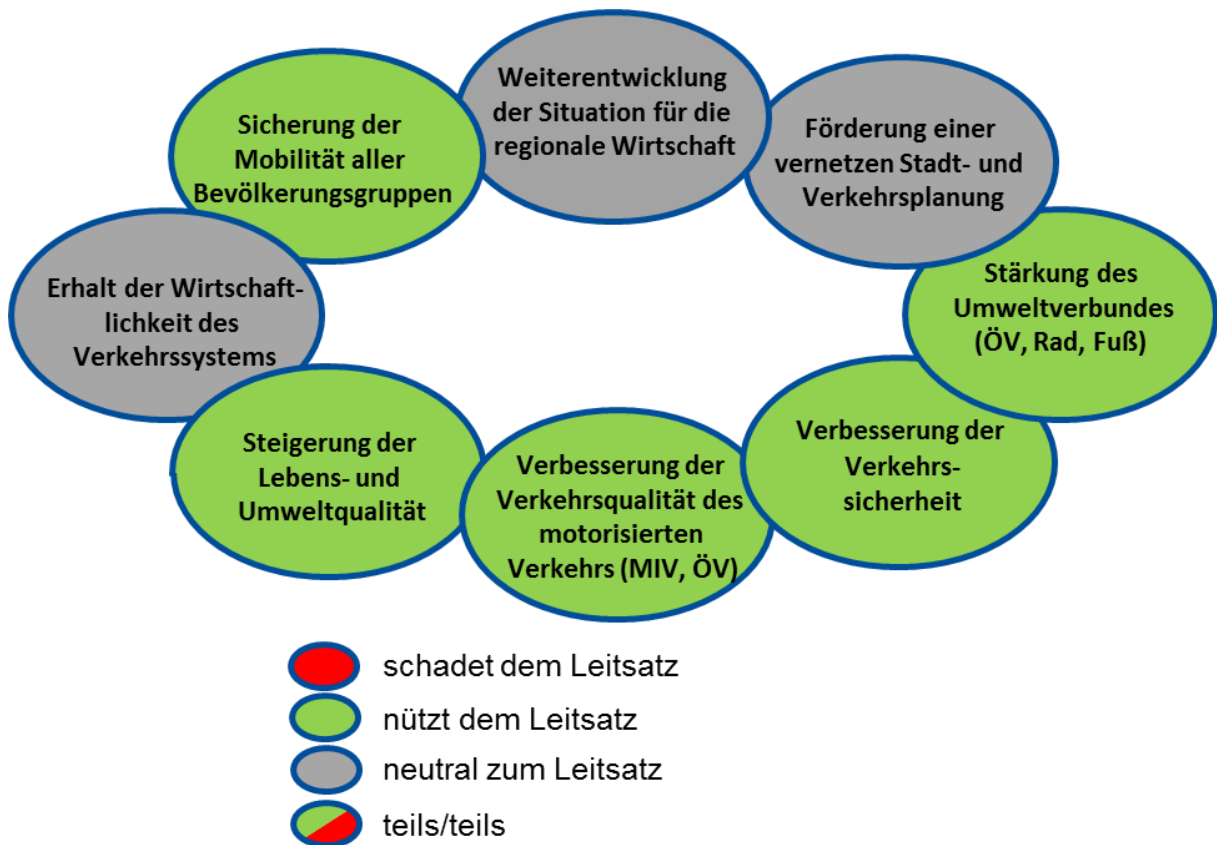 Weiterentwicklung
der Situation für die
regionale Wirtschaft
Förderung einer
vernetzen Stadt- und
Verkehrsplanung
Stärkung des
Umweltverbundes
(ÖV, Rad, Fuß)
Verbesserung der
Verkehrs-
sicherheit
Verbesserung der
Verkehrsqualität des
motorisierten
Verkehrs (MIV, ÖV)
Steigerung der
Lebens- und
Umweltqualität
Erhalt der Wirtschaft-
lichkeit des
Verkehrssystems
Sicherung der
Mobilität aller
Bevölkerungsgruppen
schadet dem Leitsatz
nützt dem Leitsatz
neutral zum Leitsatz
teils/teils